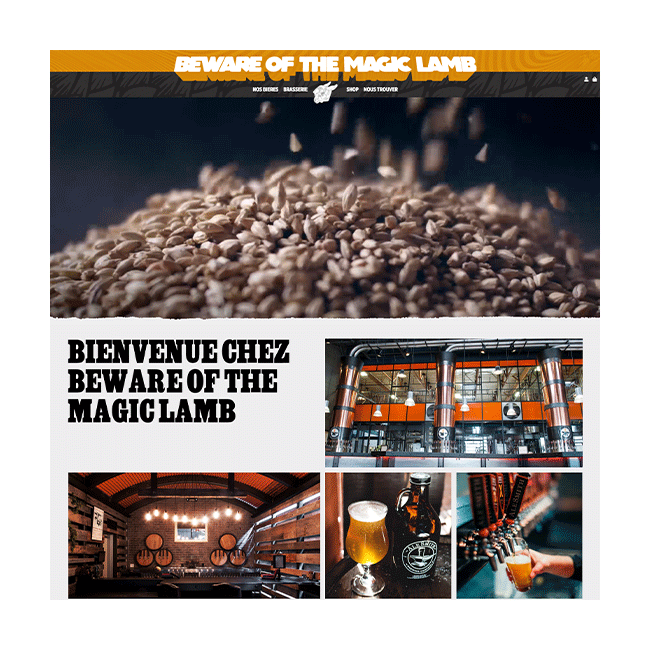 BEWARE OF THE MAGIC LAMB
NOS BIERES BRASSERIE SHOP NOUS TROUVER
BIENVENUE CHEZ
BEWARE OF THE
MAGIC LAMB